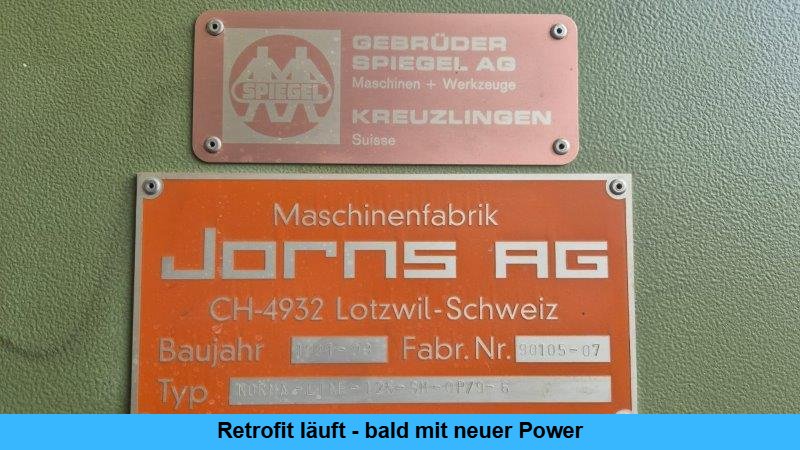 SPIEGEL
GEBRÜDER
SPIEGEL AG
Maschinen + Werkzeuge
KREUZLINGEN
Suisse
Maschinenfabrik
Jorns AG
CH-4932 Lotzwil-Schweiz
Baujahr Fabr. Nr. 90105-07
Typ
Retrofit läuft - bald mit neuer Power